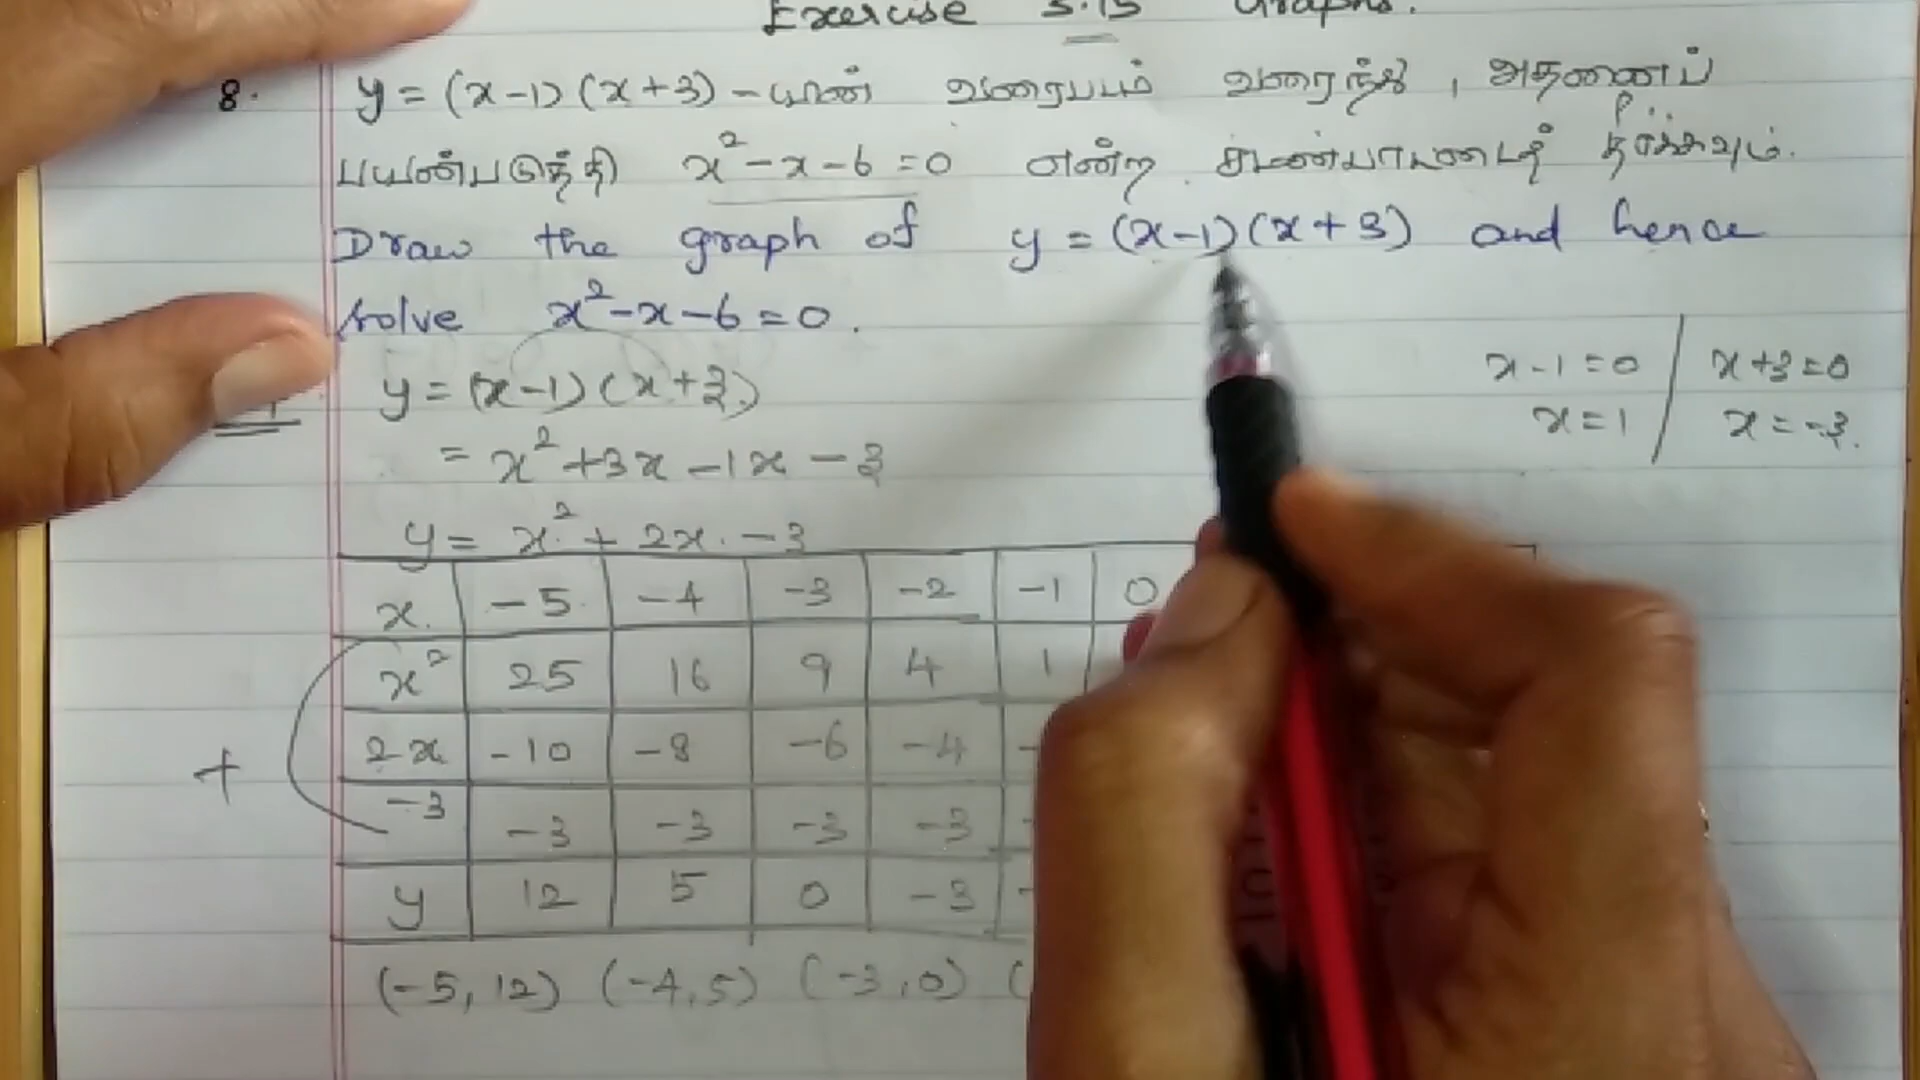 Exercise 3.15 Graphs.
8. y = (x-1)(x+3) - யின் வரைபடம் வரைந்து, அதனைப்
பயன்படுத்தி x² - x - 6 = 0 என்ற சமன்பாட்டைத் தீர்க்கவும்.
Draw the graph of y = (x-1)(x+3) and hence
solve x² - x - 6 = 0.
x-1=0 | x+3=0
x=1 | x=-3.
y = (x-1)(x+3)
= x² + 3x - 1x - 3
y = x² + 2x - 3
x. -5 -4 -3 -2 -1 0
x² 25 16 9 4 1
+ 2x -10 -8 -6 -4 -
-3 -3 -3 -3 -3 -
y 12 5 0 -3 -
(-5, 12) (-4, 5) (-3, 0) (